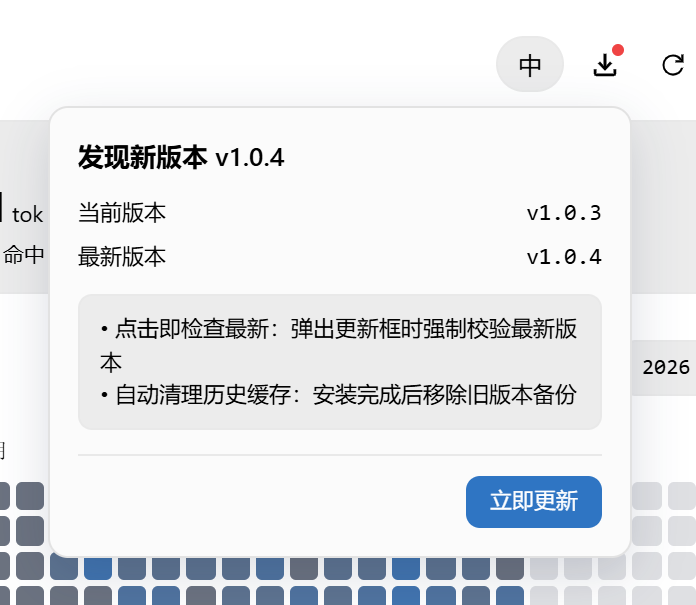 中
发现新版本 v1.0.4
当前版本 v1.0.3
最新版本 v1.0.4
tok
命中
• 点击即检查最新：弹出更新框时强制校验最新版
本
• 自动清理历史缓存：安装完成后移除旧版本备份
2026
立即更新